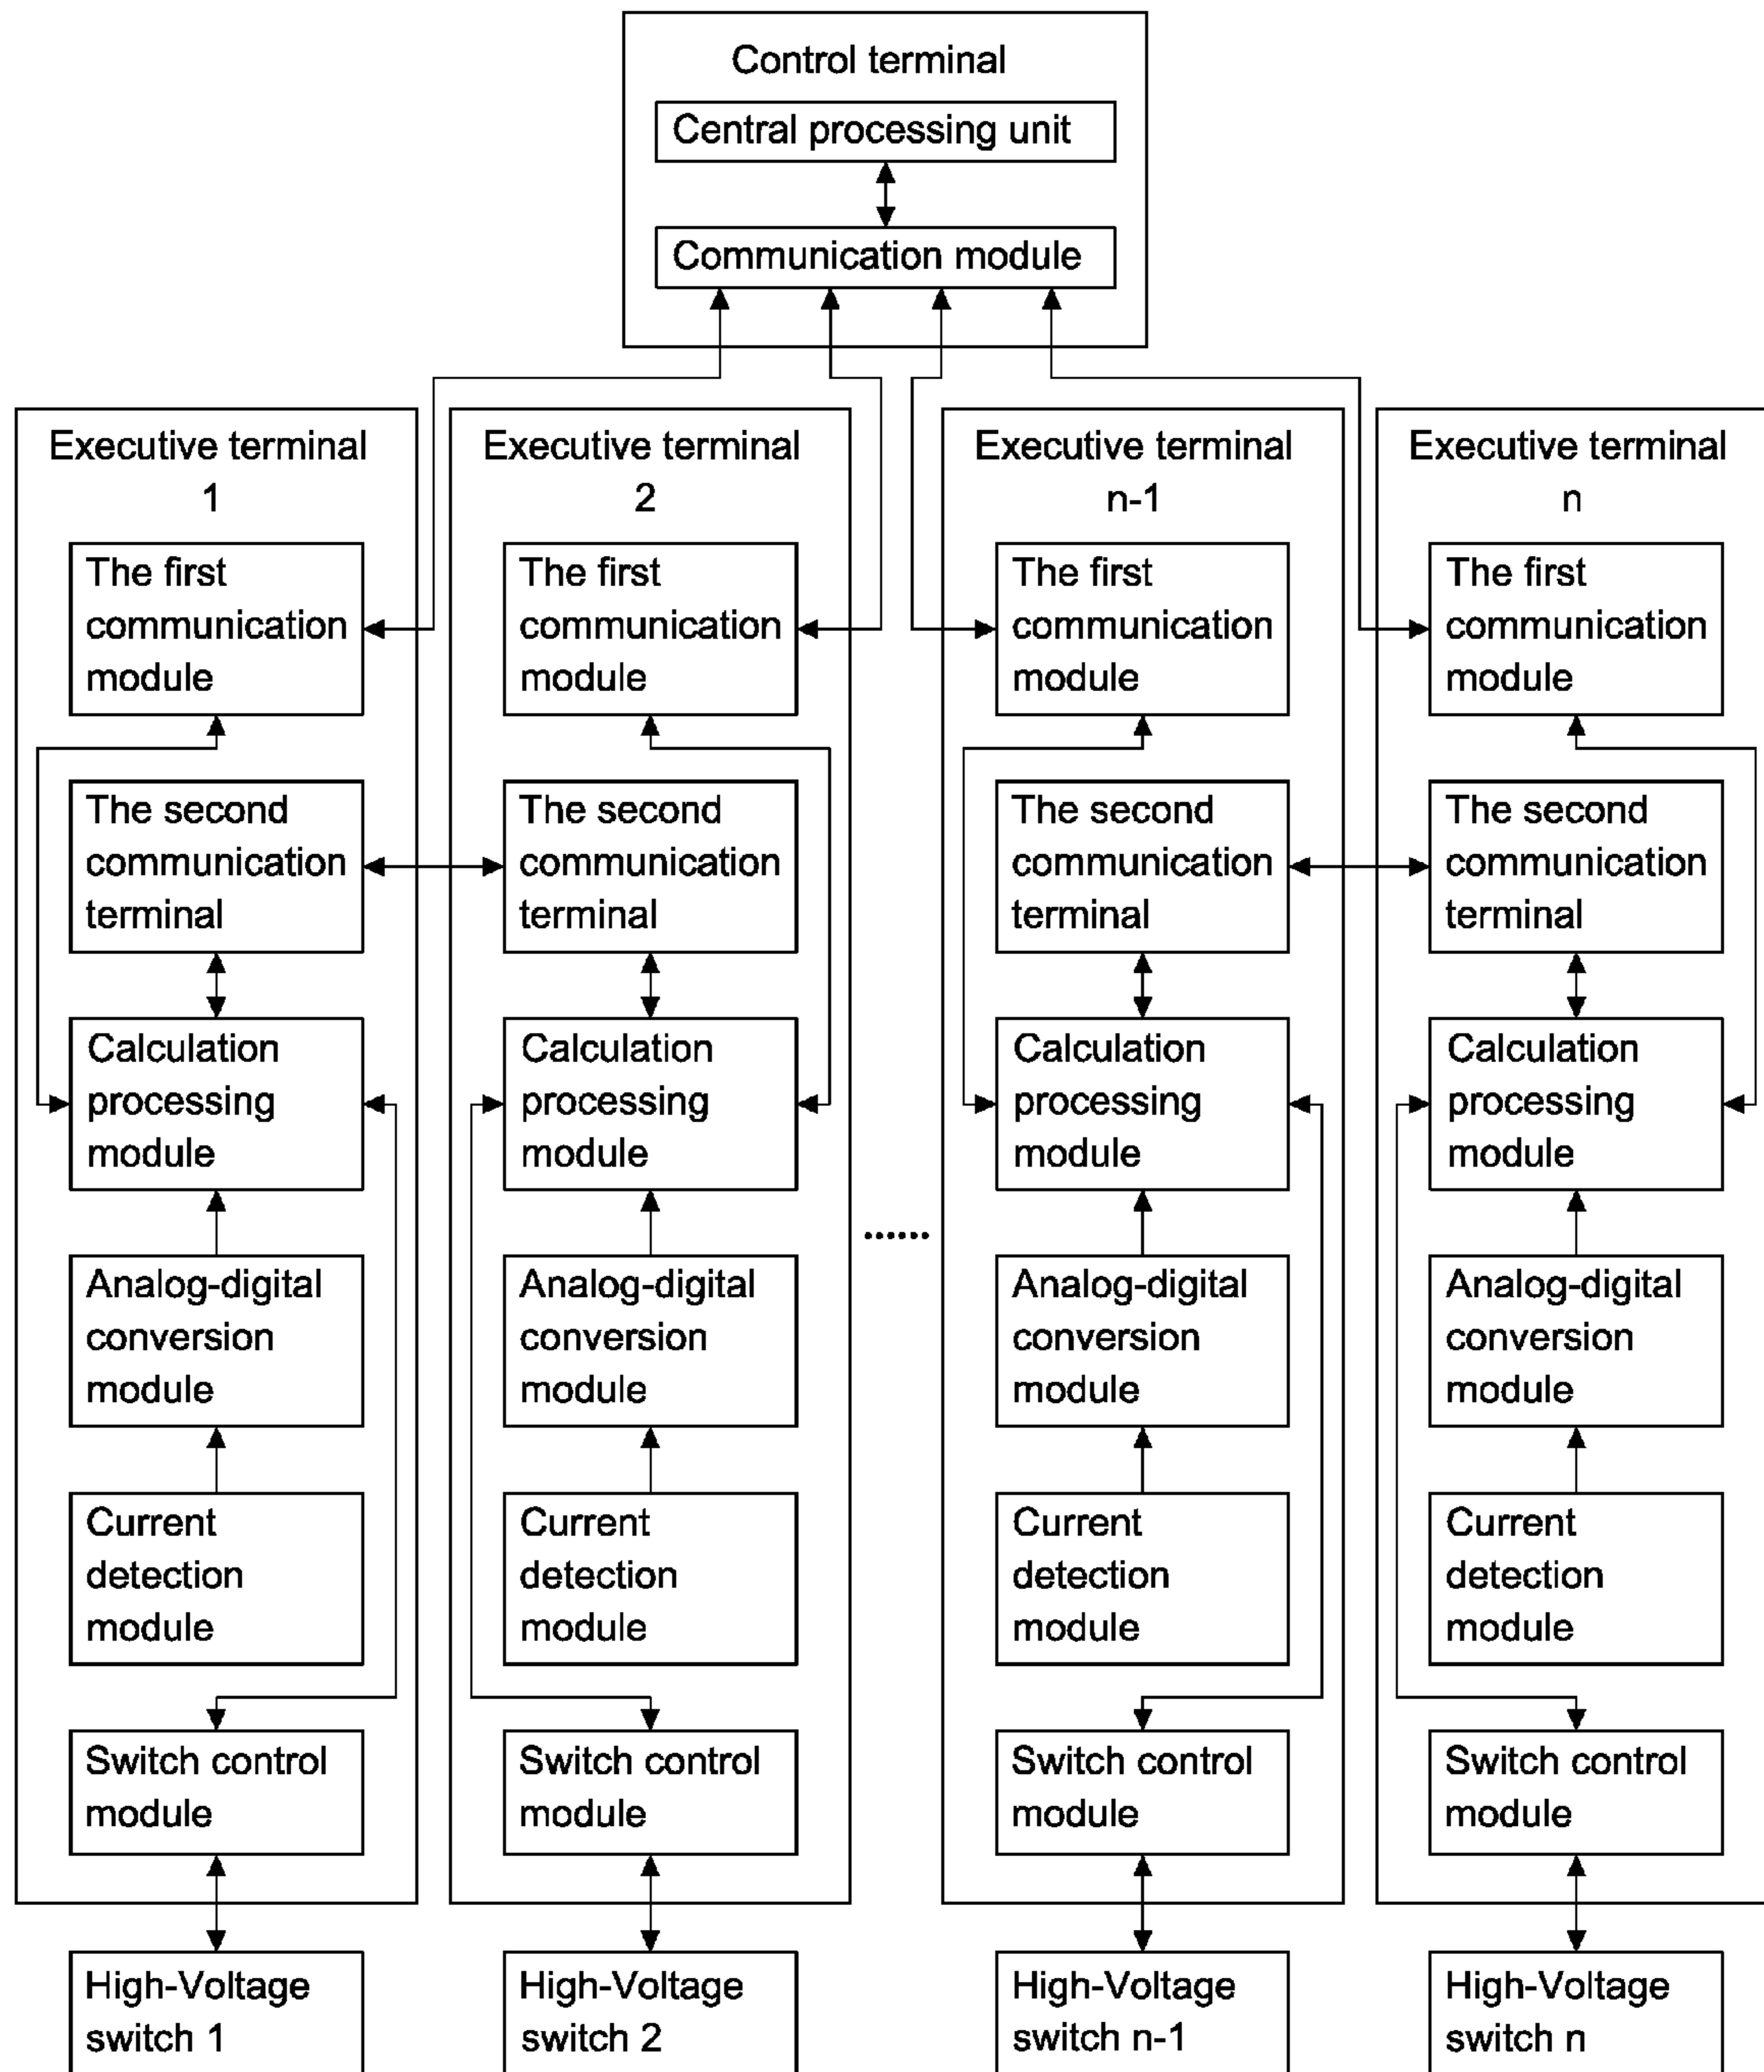 Control terminal
Central processing unit
Communication module
Executive terminal
1
The first
communication
module
The second
communication
terminal
Calculation
processing
module
Analog-digital
conversion
module
Current
detection
module
Switch control
module
High-Voltage
switch 1
Executive terminal
2
The first
communication
module
The second
communication
terminal
Calculation
processing
module
Analog-digital
conversion
module
Current
detection
module
Switch control
module
High-Voltage
switch 2
......
Executive terminal
n-1
The first
communication
module
The second
communication
terminal
Calculation
processing
module
Analog-digital
conversion
module
Current
detection
module
Switch control
module
High-Voltage
switch n-1
Executive terminal
n
The first
communication
module
The second
communication
terminal
Calculation
processing
module
Analog-digital
conversion
module
Current
detection
module
Switch control
module
High-Voltage
switch n